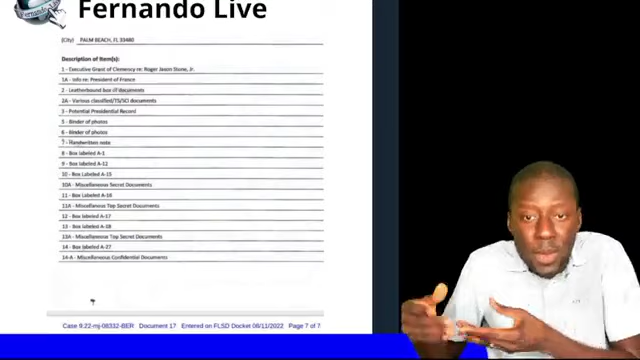 Fernando Live
(City) PALM BEACH, FL 33480
Description of Item(s):
1 - Executive Grant of Clemency re: Roger Jason Stone, Jr.
1A - Info re: President of France
2 - Leatherbound box of documents
2A - Various classified/TS/SCI documents
3 - Potential Presidential Record
5 - Binder of photos
6 - Binder of photos
7 - Handwritten note
8 - Box labeled A-1
9 - Box labeled A-12
10 - Box Labeled A-15
10A - Miscellaneous Secret Documents
11 - Box Labeled A-16
11A - Miscellaneous Top Secret Documents
12 - Box labeled A-17
13 - Box labeled A-18
13A - Miscellaneous Top Secret Documents
14 - Box labeled A-27
14-A - Miscellaneous Confidential Documents
Case 9:22-mj-08332-BER Document 17 Entered on FLSD Docket 08/11/2022 Page 7 of 7